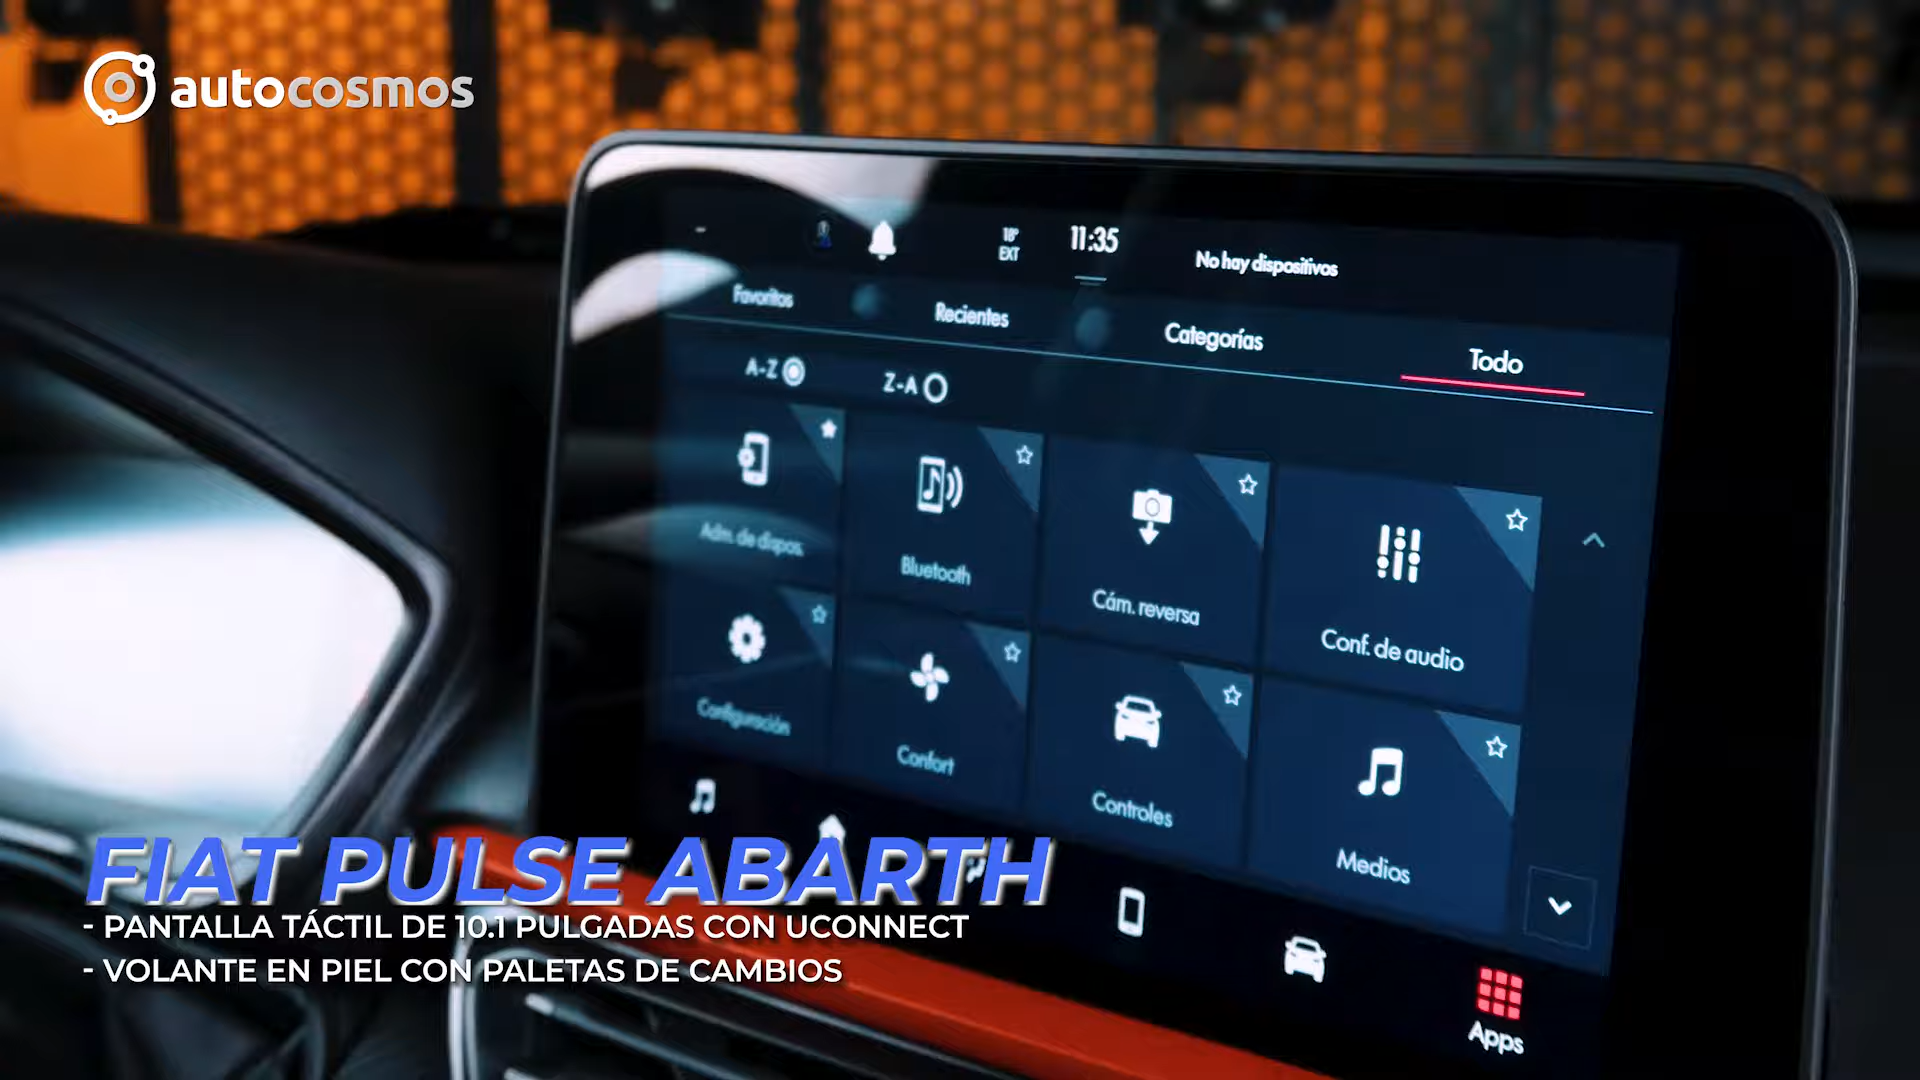 autocosmos
18°
EXT
11:35
No hay dispositivos
Favoritos
Recientes
Categorías
Todo
A-Z
Z-A
Adm. de dispos.
Bluetooth
Cám. reversa
Conf. de audio
Configuración
Confort
Controles
Medios
Apps
FIAT PULSE ABARTH
- PANTALLA TÁCTIL DE 10.1 PULGADAS CON UCONNECT
- VOLANTE EN PIEL CON PALETAS DE CAMBIOS